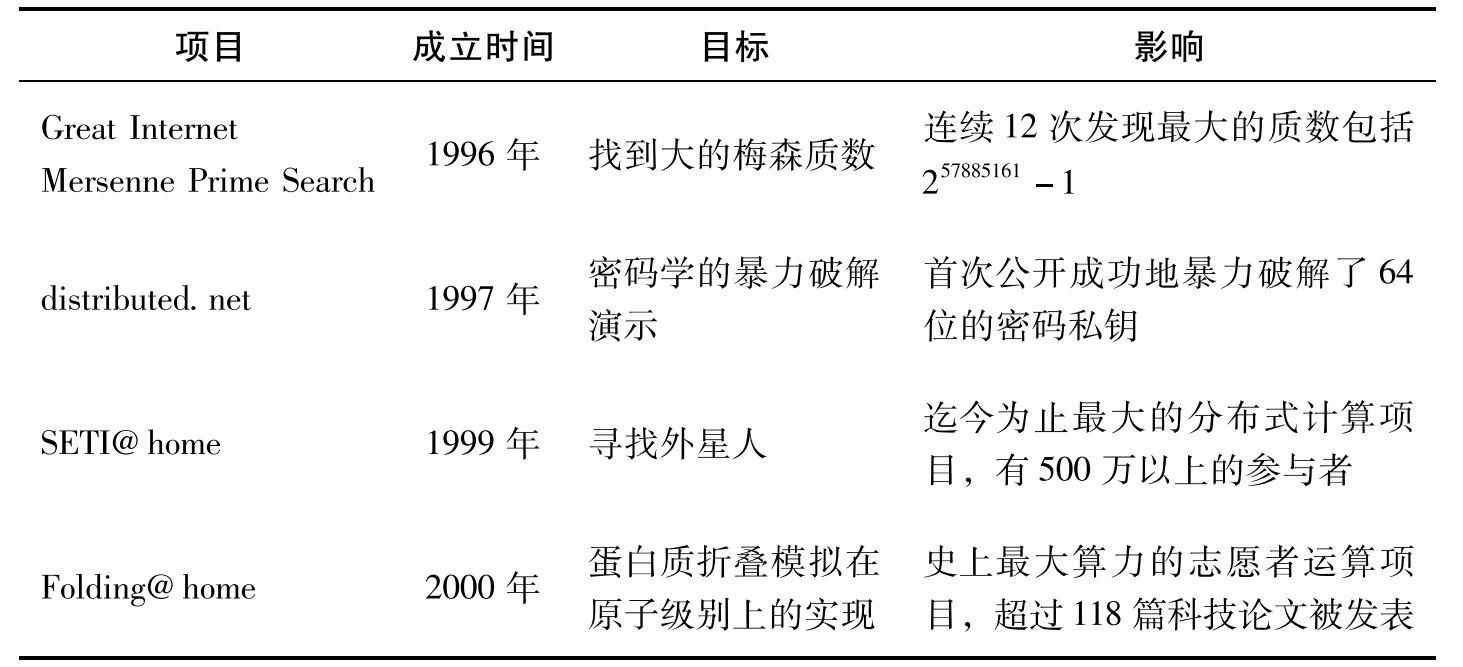 项目 成立时间 目标 影响
Great Internet
Mersenne Prime Search
1996 年
找到大的梅森质数
连续 12 次发现最大的质数包括
2^57885161 - 1
distributed. net
1997 年
密码学的暴力破解
演示
首次公开成功地暴力破解了 64
位的密码私钥
SETI@ home
1999 年
寻找外星人
迄今为止最大的分布式计算项
目，有 500 万以上的参与者
Folding@ home
2000 年
蛋白质折叠模拟在
原子级别上的实现
史上最大算力的志愿者运算项
目，超过 118 篇科技论文被发表